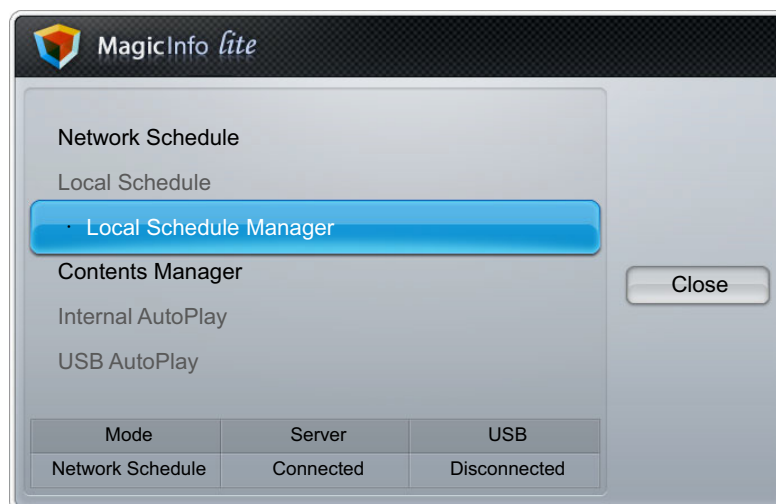 MagicInfo lite
Network Schedule
Local Schedule
· Local Schedule Manager
Contents Manager
Close
Internal AutoPlay
USB AutoPlay
Mode Server USB
Network Schedule Connected Disconnected